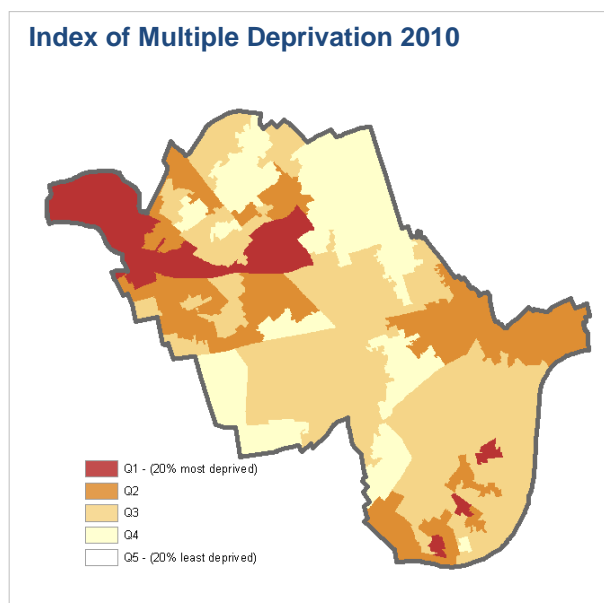 Index of Multiple Deprivation 2010
Q1 - (20% most deprived)
Q2
Q3
Q4
Q5 - (20% least deprived)